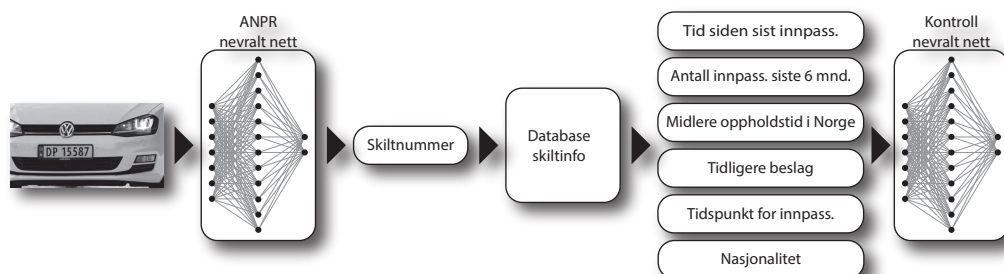 ANPR
nevralt nett
DP 15587
Skiltnummer
Database
skiltinfo
Tid siden sist innpass.
Antall innpass. siste 6 mnd.
Midlere oppholdstid i Norge
Tidligere beslag
Tidspunkt for innpass.
Nasjonalitet
Kontroll
nevralt nett